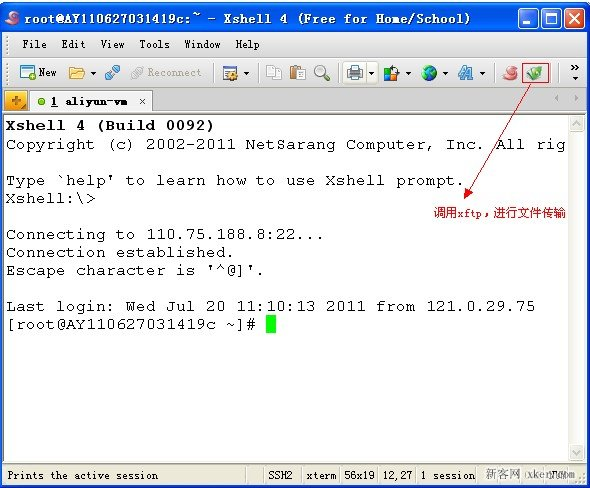 root@AY110627031419c:~ - Xshell 4 (Free for Home/School)
File Edit View Tools Window Help
New Reconnect
1 aliyun-vm
Xshell 4 (Build 0092)
Copyright (c) 2002-2011 NetSarang Computer, Inc. All rig
Type `help' to learn how to use Xshell prompt.
Xshell:\>
调用xftp，进行文件传输
Connecting to 110.75.188.8:22...
Connection established.
Escape character is '^@]'.
Last login: Wed Jul 20 11:10:13 2011 from 121.0.29.75
[root@AY110627031419c ~]#
Prints the active session SSH2 xterm 56x19 12,27 1 session
新客网